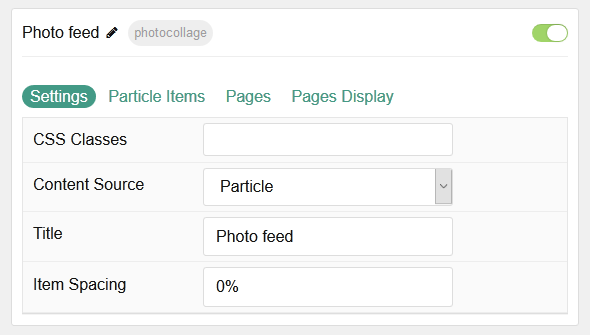 Photo feed photocollage
Settings Particle Items Pages Pages Display
CSS Classes
Content Source Particle
Title Photo feed
Item Spacing 0%